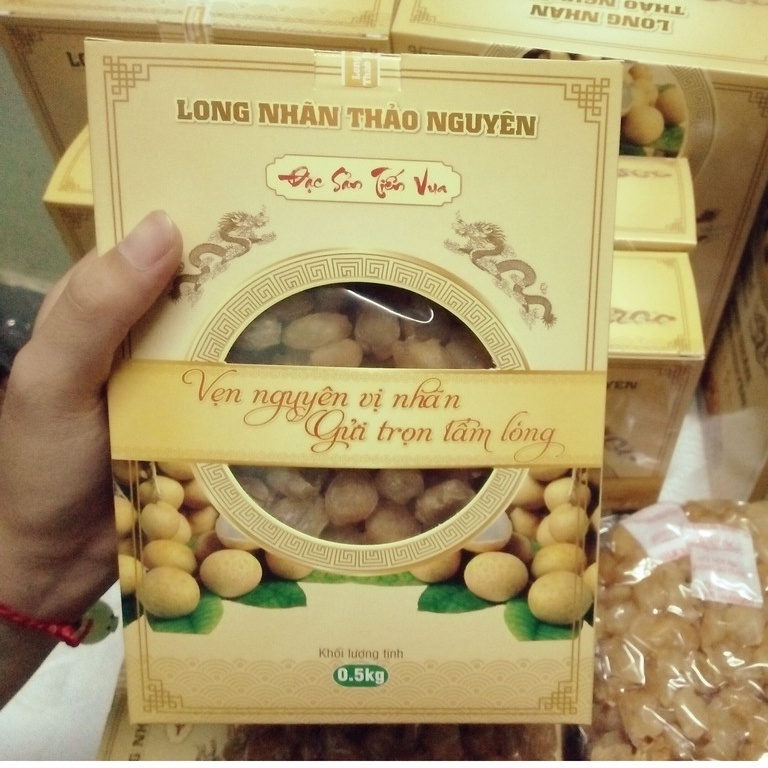 LONG NHÃN THẢO NGUYÊN
Đặc Sản Tiến Vua
Vẹn nguyên vị nhãn
Gửi trọn tấm lòng
Khối lượng tịnh
0.5kg
LONG NHÃN
THẢO NGUYÊN